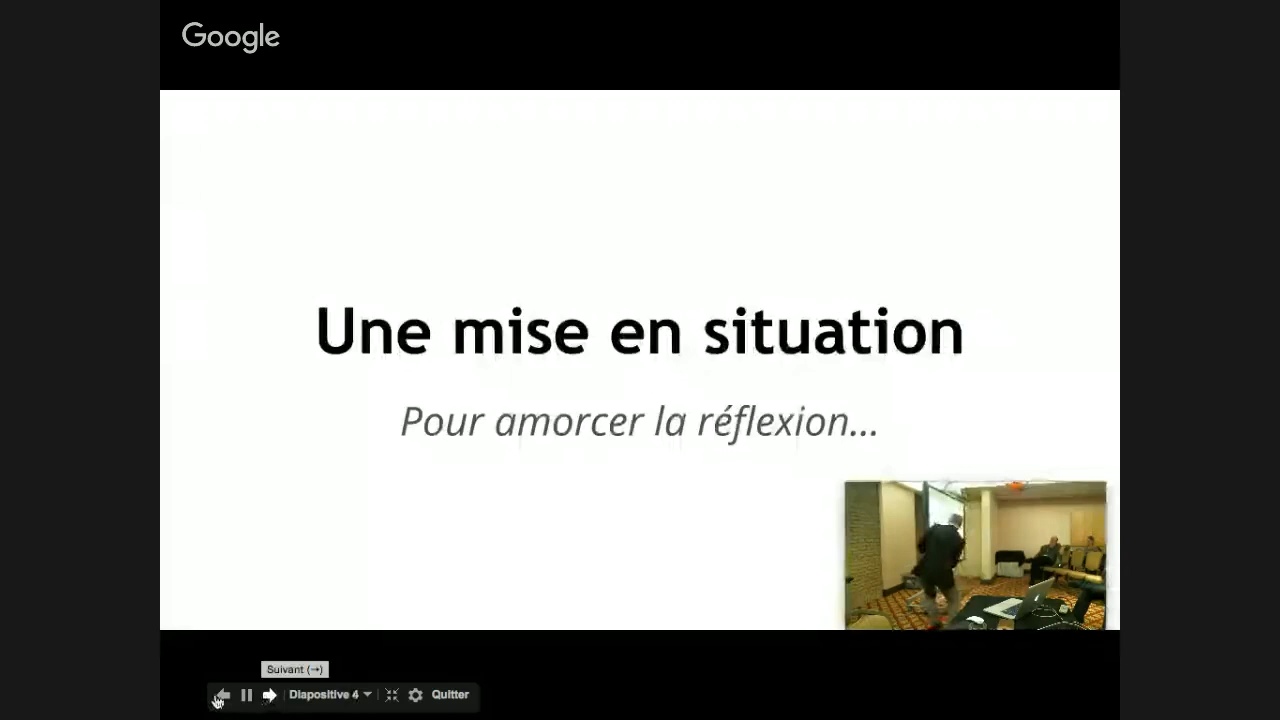 Google
Une mise en situation
Pour amorcer la réflexion...
Suivant (→)
Diapositive 4
Quitter